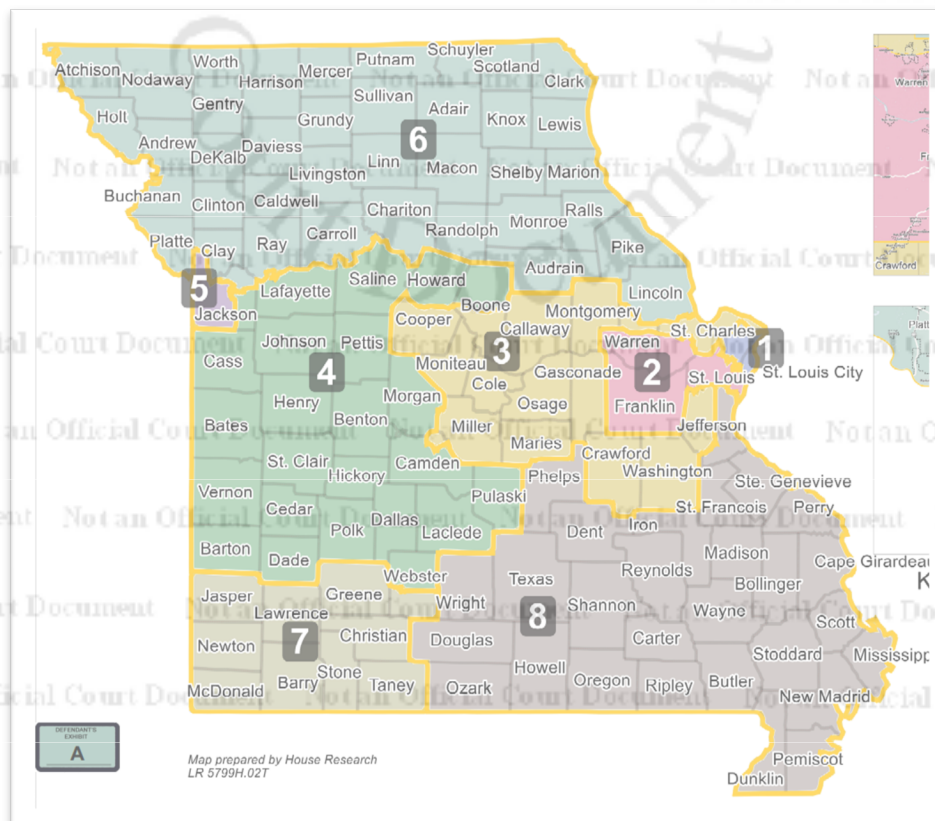 Schuyler
Worth Putnam Scotland
Atchison Nodaway Harrison Mercer Clark
Gentry Sullivan Adair
Holt Grundy Knox Lewis
6
Andrew Daviess
DeKalb Linn Macon Shelby Marion
Livingston
Buchanan Clinton Caldwell
Chariton Monroe Ralls
Platte Clay Ray Carroll Randolph Pike
Audrain
5 Saline Howard
Lafayette Lincoln
Jackson Boone Montgomery
Cooper Callaway St. Charles
Johnson Pettis 3 Warren 1
Cass Moniteau 2
4 Cole Gasconade St. Louis St. Louis City
Henry Morgan Osage Franklin
Bates Benton Miller Jefferson
Maries
St. Clair Camden Crawford
Hickory Phelps Washington
Vernon Pulaski Ste. Genevieve
Cedar St. Francois Perry
Polk Dallas Laclede Dent Iron
Barton Madison
Dade Reynolds Cape Girardeau
Webster Texas Bollinger
Jasper Greene
Lawrence Wright Shannon Wayne
8 Scott
7 Christian Douglas Carter
Newton Stoddard Mississipp
Stone Howell
McDonald Barry Taney Ozark Oregon Ripley Butler New Madrid
Pemiscot
Dunklin
DEFENDANT'S
EXHIBIT
A
Map prepared by House Research
LR 5799H.02T
Warren
Crawford
Platt
K
Not an Official Court Document